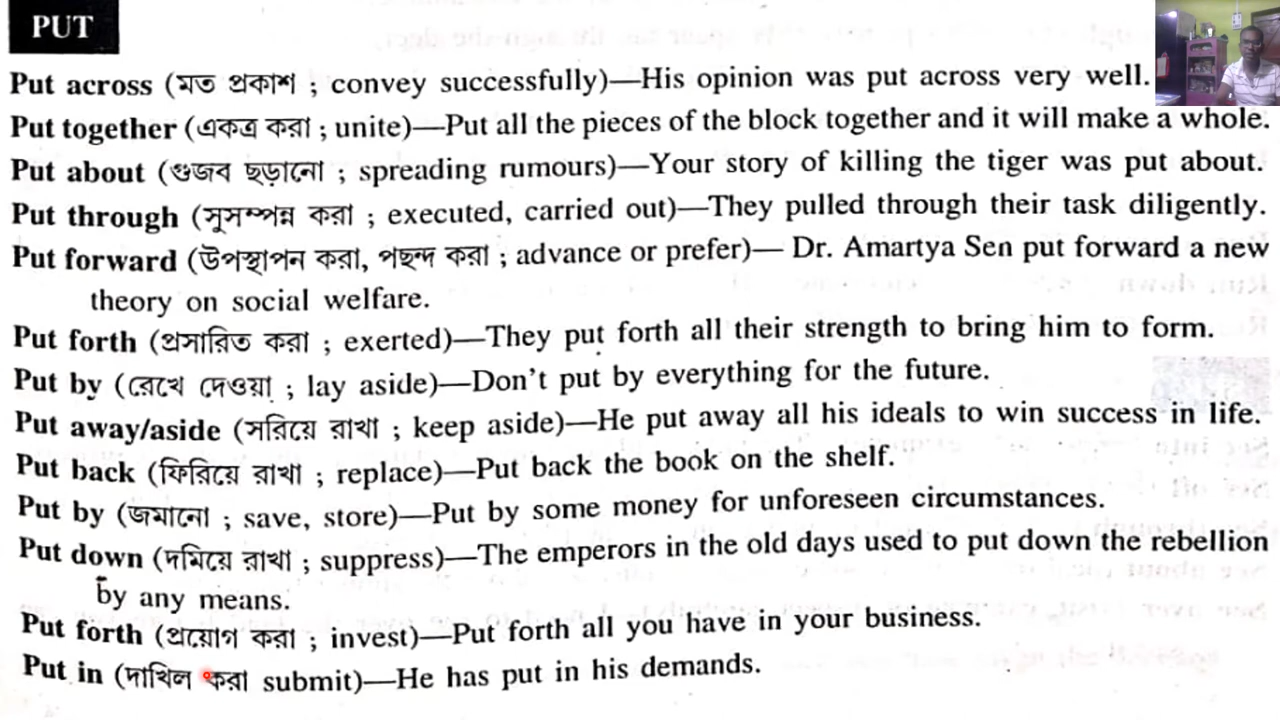 PUT
Put across (মত প্রকাশ ; convey successfully)—His opinion was put across very well.
Put together (একত্র করা ; unite)—Put all the pieces of the block together and it will make a whole.
Put about (গুজব ছড়ানো ; spreading rumours)—Your story of killing the tiger was put about.
Put through (সুসম্পন্ন করা ; executed, carried out)—They pulled through their task diligently.
Put forward (উপস্থাপন করা, পছন্দ করা ; advance or prefer)— Dr. Amartya Sen put forward a new
theory on social welfare.
Put forth (প্রসারিত করা ; exerted)—They put forth all their strength to bring him to form.
Put by (রেখে দেওয়া ; lay aside)—Don't put by everything for the future.
Put away/aside (সরিয়ে রাখা ; keep aside)—He put away all his ideals to win success in life.
Put back (ফিরিয়ে রাখা ; replace)—Put back the book on the shelf.
Put by (জমানো ; save, store)—Put by some money for unforeseen circumstances.
Put down (দমিয়ে রাখা ; suppress)—The emperors in the old days used to put down the rebellion
by any means.
Put forth (প্রয়োগ করা ; invest)—Put forth all you have in your business.
Put in (দাখিল করা submit)—He has put in his demands.